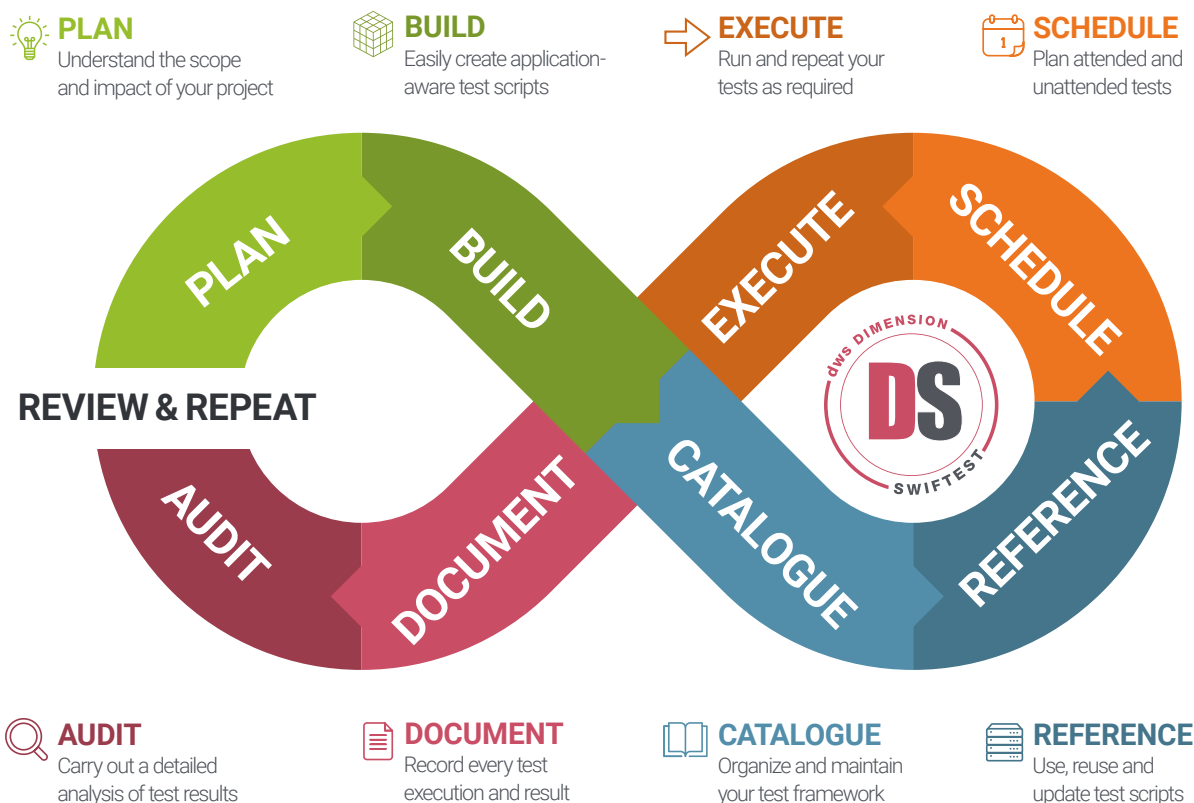 PLAN
Understand the scope
and impact of your project
BUILD
Easily create application-
aware test scripts
EXECUTE
Run and repeat your
tests as required
1
SCHEDULE
Plan attended and
unattended tests
PLAN
BUILD
EXECUTE
SCHEDULE
dws DIMENSION
DS
SWIFTEST
REVIEW & REPEAT
AUDIT
DOCUMENT
CATALOGUE
REFERENCE
AUDIT
Carry out a detailed
analysis of test results
DOCUMENT
Record every test
execution and result
CATALOGUE
Organize and maintain
your test framework
REFERENCE
Use, reuse and
update test scripts